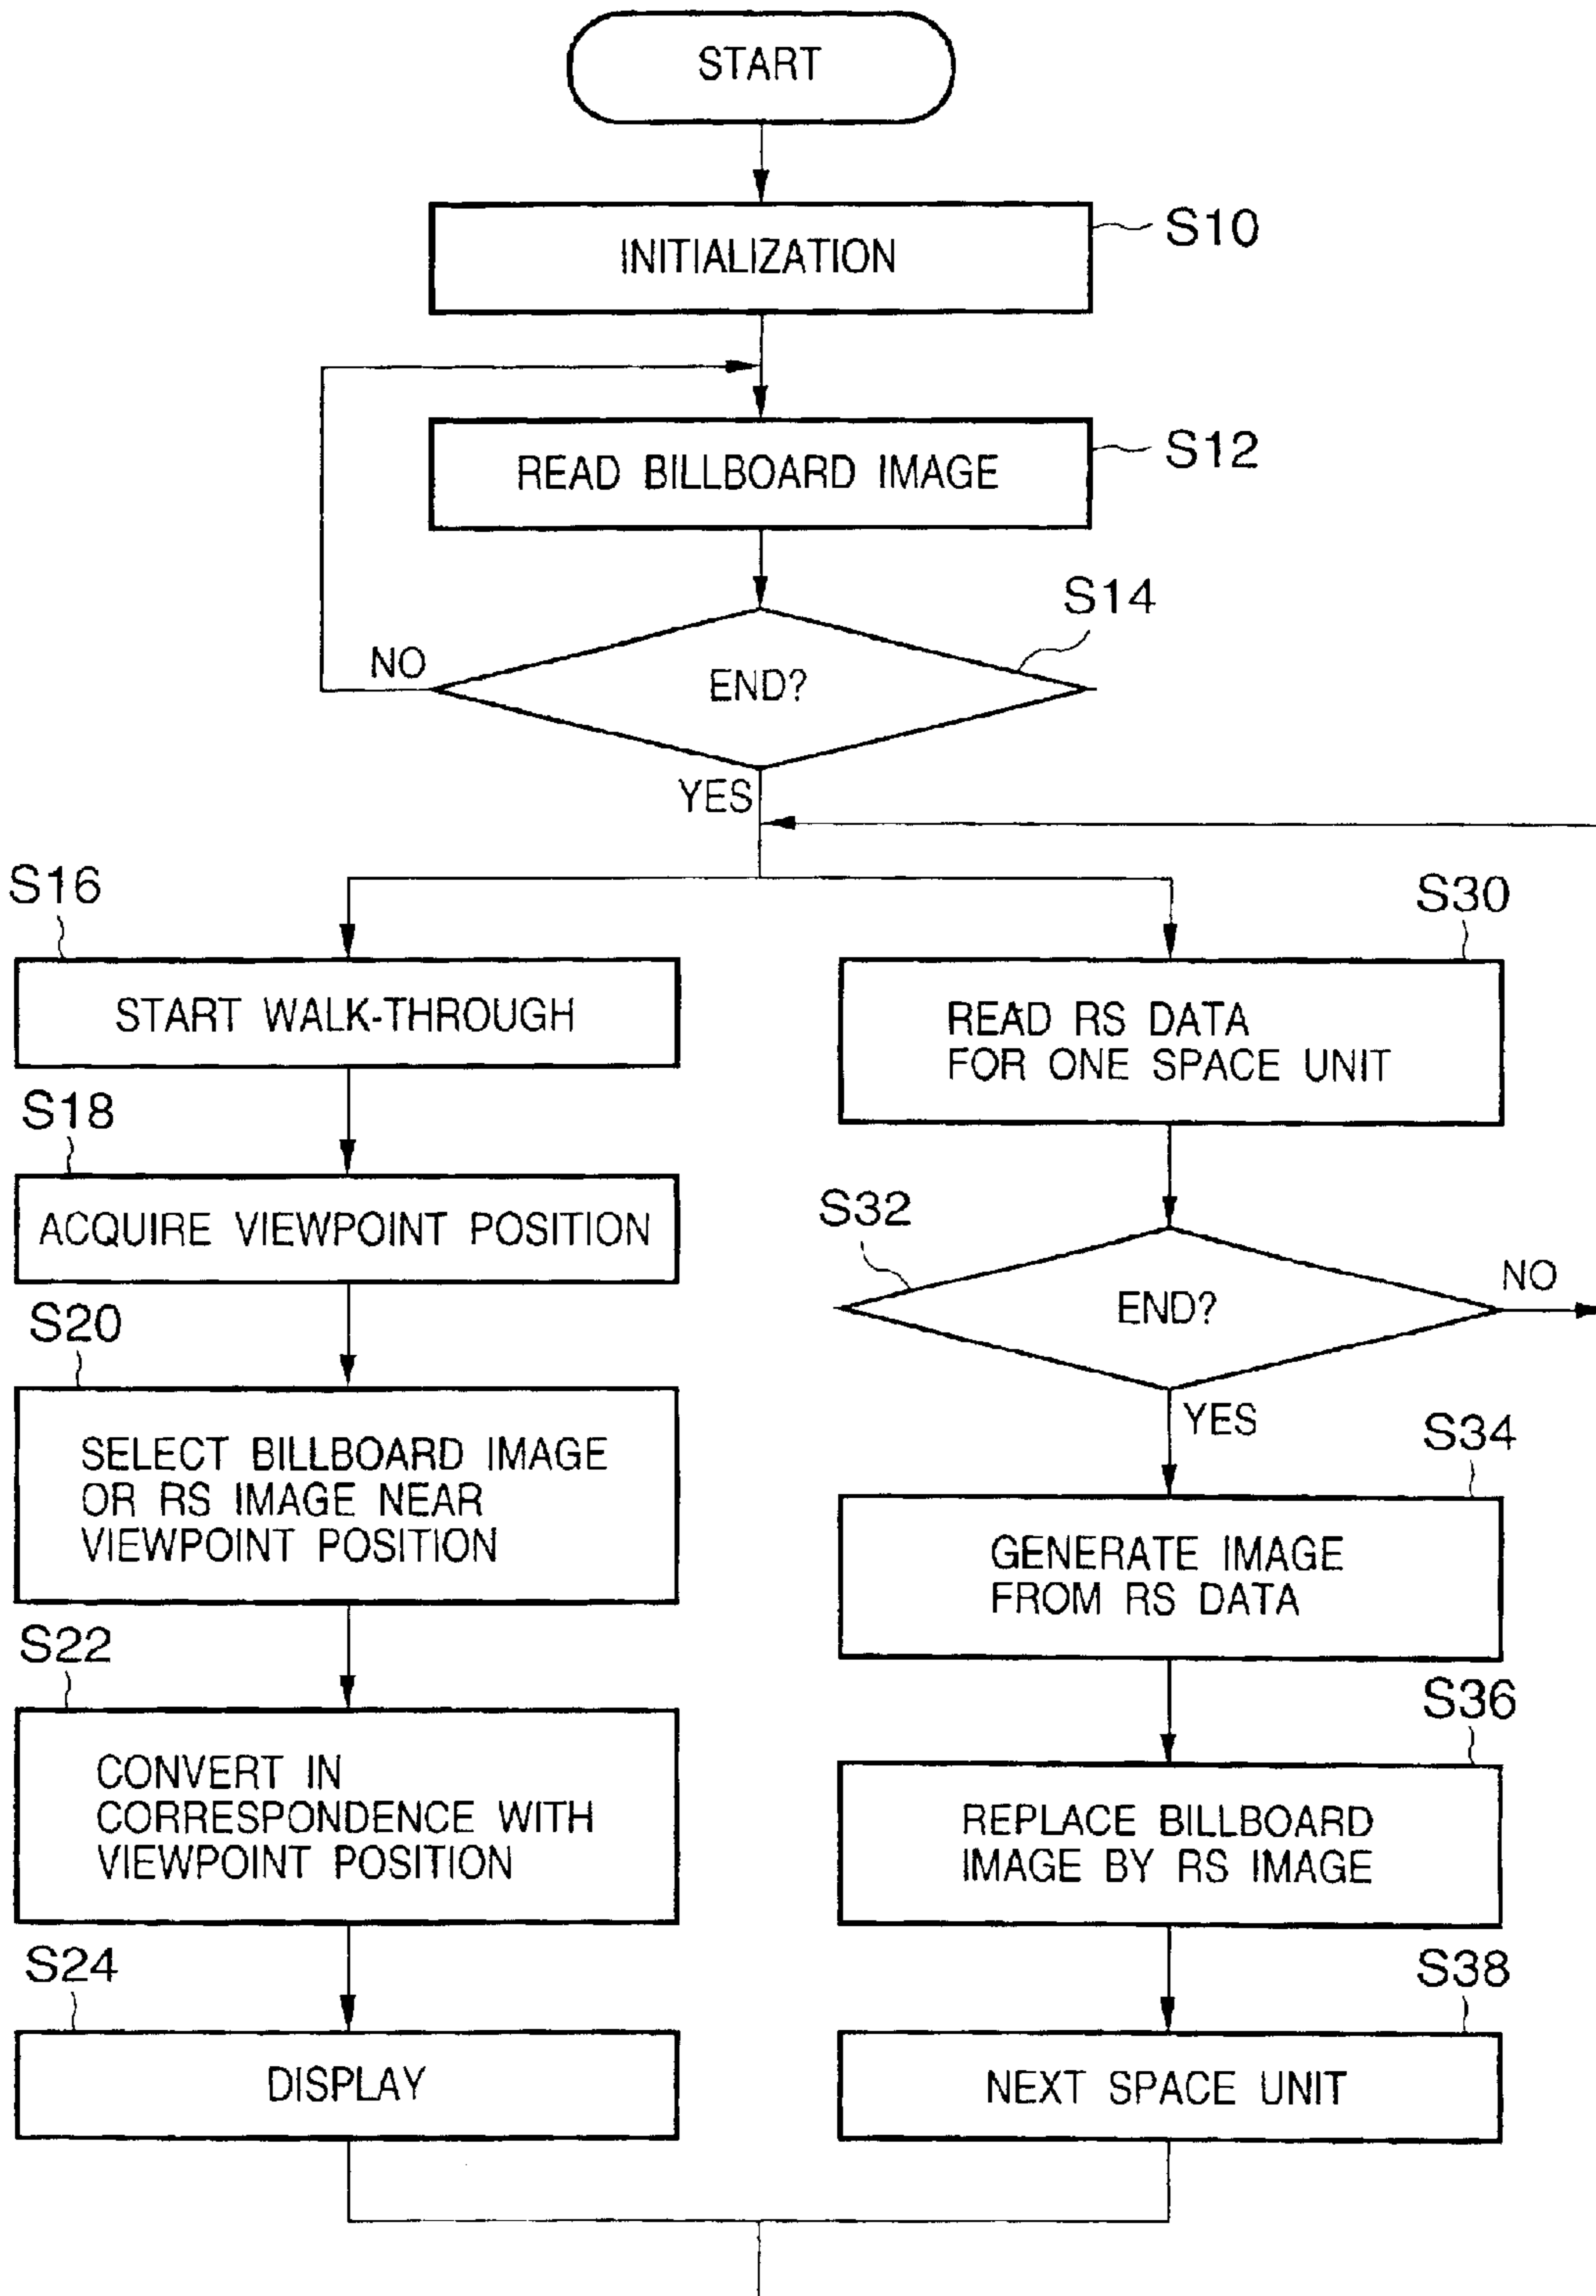 START
INITIALIZATION
S10
READ BILLBOARD IMAGE
S12
S14
END?
NO
YES
S16
START WALK-THROUGH
S18
ACQUIRE VIEWPOINT POSITION
S20
SELECT BILLBOARD IMAGE
OR RS IMAGE NEAR
VIEWPOINT POSITION
S22
CONVERT IN
CORRESPONDENCE WITH
VIEWPOINT POSITION
S24
DISPLAY
S30
READ RS DATA
FOR ONE SPACE UNIT
S32
END?
NO
YES
S34
GENERATE IMAGE
FROM RS DATA
S36
REPLACE BILLBOARD
IMAGE BY RS IMAGE
S38
NEXT SPACE UNIT